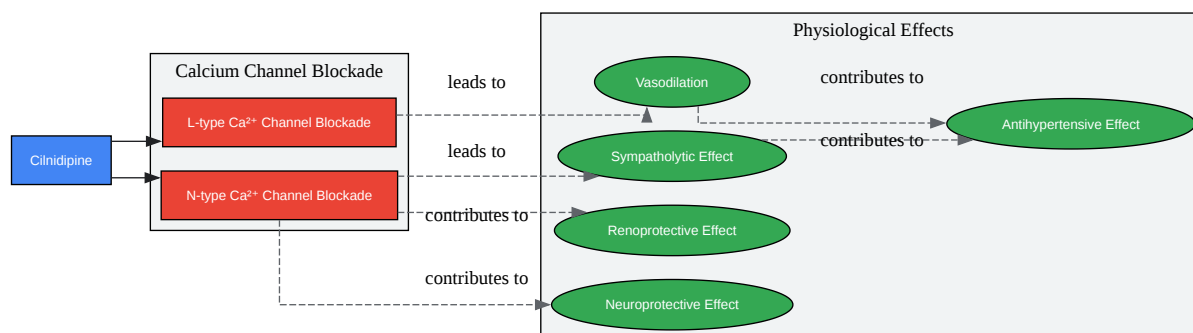 Physiological Effects
Calcium Channel Blockade
leads to
Vasodilation
contributes to
L-type Ca²⁺ Channel Blockade
Antihypertensive Effect
contributes to
Cilnidipine
leads to
Sympatholytic Effect
N-type Ca²⁺ Channel Blockade
contributes to
Renoprotective Effect
contributes to
Neuroprotective Effect